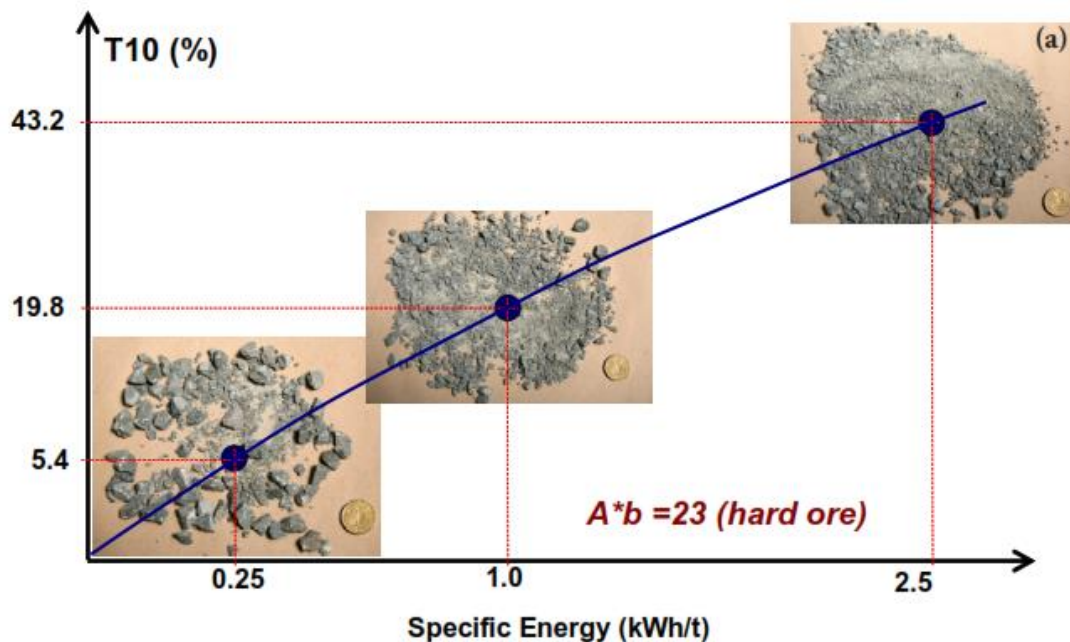 T10 (%)
(a)
43.2
19.8
5.4
A*b =23 (hard ore)
0.25
1.0
2.5
Specific Energy (kWh/t)